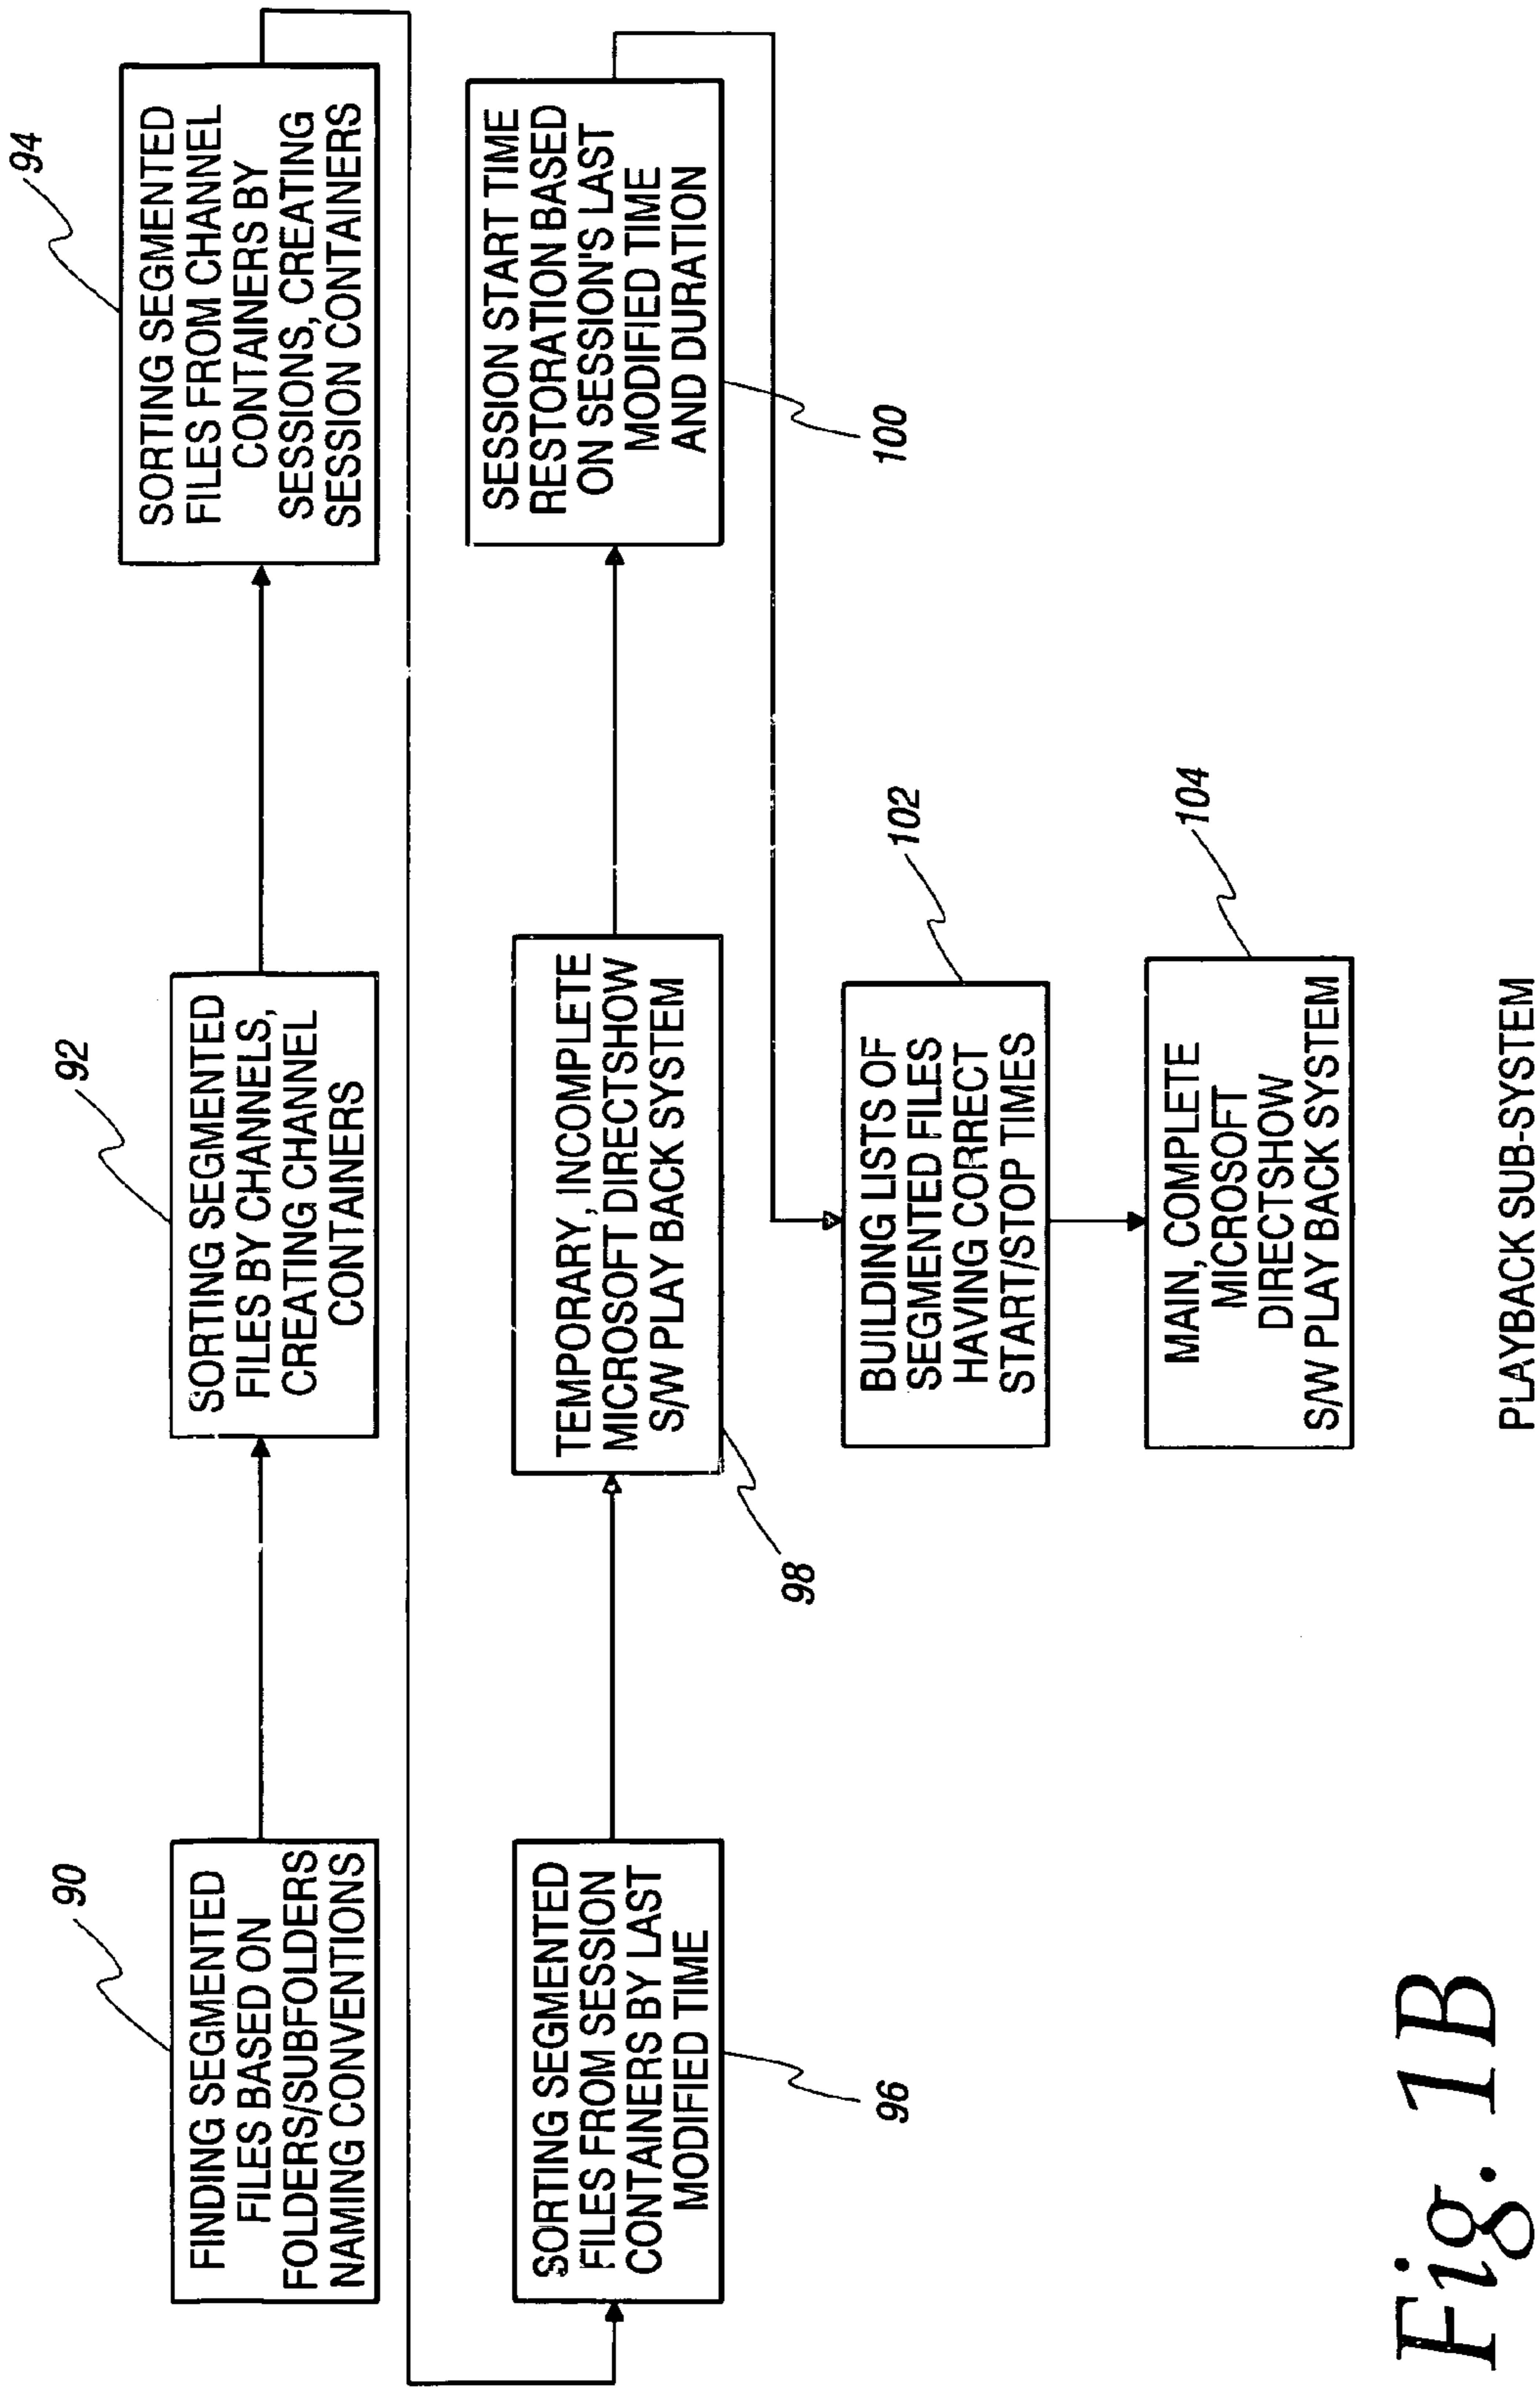 90
FINDING SEGMENTED
FILES BASED ON
FOLDERS/SUBFOLDERS
NAMING CONVENTIONS
92
SORTING SEGMENTED
FILES BY CHANNELS,
CREATING CHANNEL
CONTAINERS
94
SORTING SEGMENTED
FILES FROM CHANNEL
CONTAINERS BY
SESSIONS, CREATING
SESSION CONTAINERS
SORTING SEGMENTED
FILES FROM SESSION
CONTAINERS BY LAST
MODIFIED TIME
96
TEMPORARY, INCOMPLETE
MICROSOFT DIRECTSHOW
S/W PLAY BACK SYSTEM
98
SESSION START TIME
RESTORATION BASED
ON SESSION'S LAST
MODIFIED TIME
AND DURATION
100
102
BUILDING LISTS OF
SEGMENTED FILES
HAVING CORRECT
START/STOP TIMES
104
MAIN, COMPLETE
MICROSOFT
DIRECTSHOW
S/W PLAY BACK SYSTEM
PLAYBACK SUB-SYSTEM
Fig. 1B